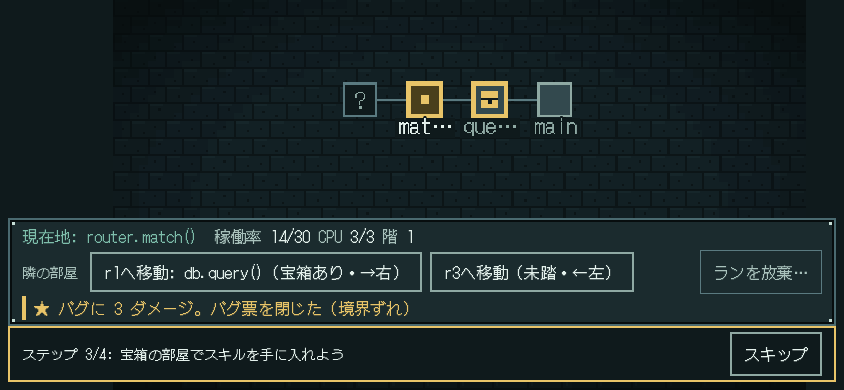 ?
mat… que… main
現在地: router.match() 稼働率 14/30 CPU 3/3 階 1
隣の部屋 r1へ移動: db.query() (宝箱あり・→右) r3へ移動 (未踏・←左) ランを放棄…
★ バグに 3 ダメージ。バグ票を閉じた (境界ずれ)
ステップ 3/4: 宝箱の部屋でスキルを手に入れよう スキップ